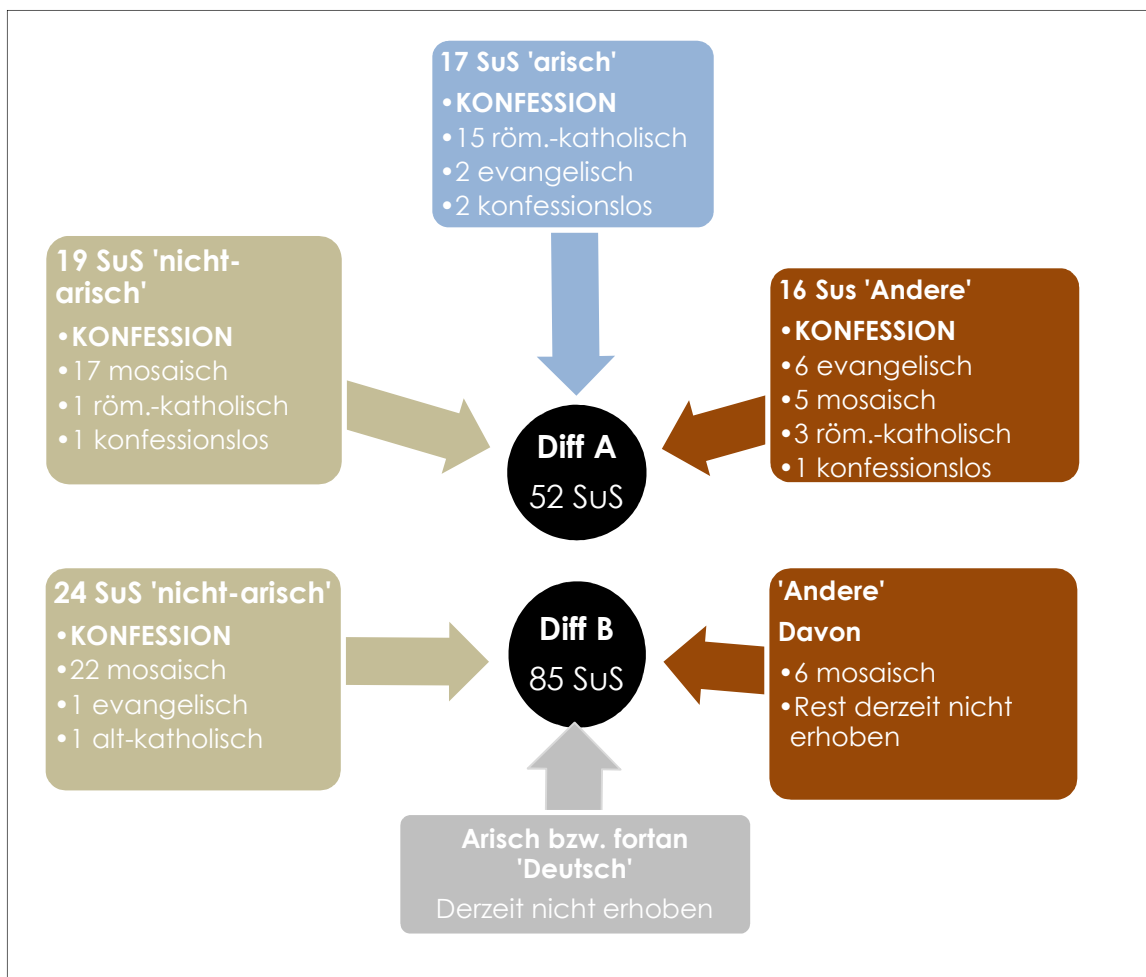 17 SuS 'arisch'
•KONFESSION
•15 röm.-katholisch
•2 evangelisch
•2 konfessionslos
19 SuS 'nicht-
arisch'
•KONFESSION
•17 mosaisch
•1 röm.-katholisch
•1 konfessionslos
16 Sus 'Andere'
•KONFESSION
•6 evangelisch
•5 mosaisch
•3 röm.-katholisch
•1 konfessionslos
Diff A
52 SuS
24 SuS 'nicht-arisch'
•KONFESSION
•22 mosaisch
•1 evangelisch
•1 alt-katholisch
Diff B
85 SuS
'Andere'
Davon
•6 mosaisch
•Rest derzeit nicht
erhoben
Arisch bzw. fortan
'Deutsch'
Derzeit nicht erhoben